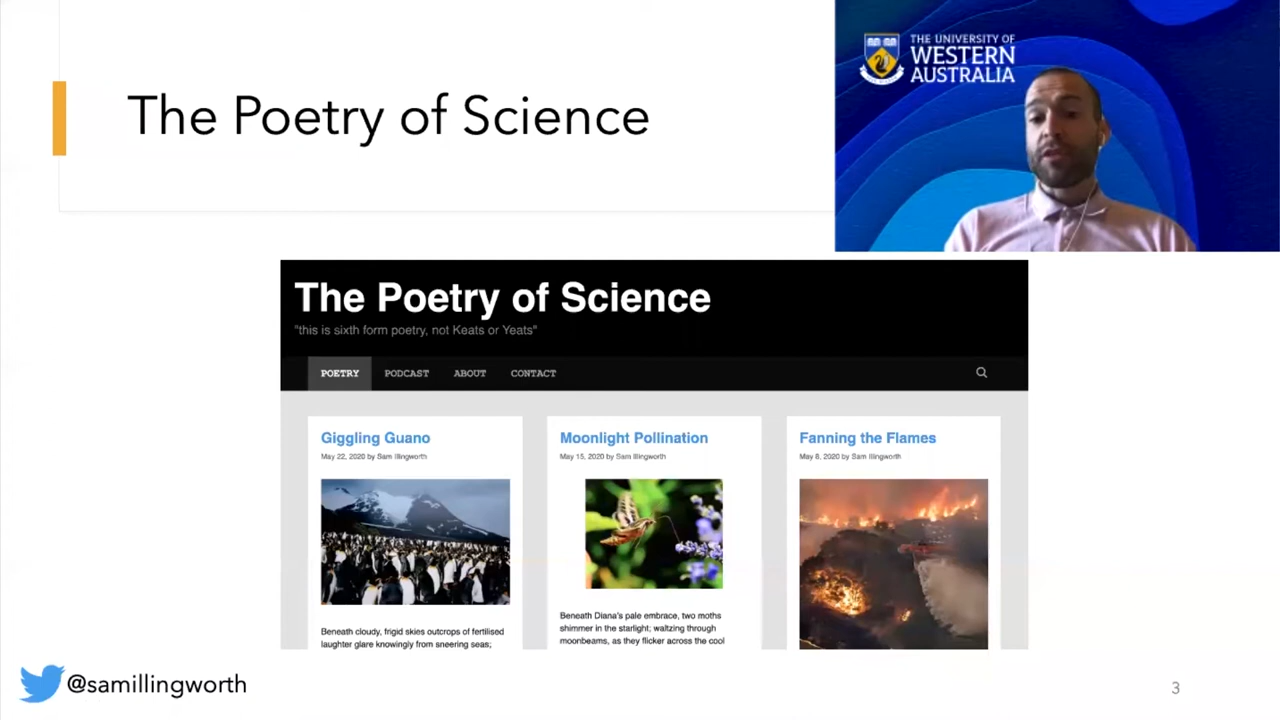 The Poetry of Science
THE UNIVERSITY OF
WESTERN
AUSTRALIA
The Poetry of Science
"this is sixth form poetry, not Keats or Yeats"
POETRY PODCAST ABOUT CONTACT
Giggling Guano
May 22, 2020 by Sam Illingworth
Beneath cloudy, frigid skies outcrops of fertilised
laughter glare knowingly from sneering seas;
Moonlight Pollination
May 15, 2020 by Sam Illingworth
Beneath Diana's pale embrace, two moths
shimmer in the starlight; waltzing through
moonbeams, as they flicker across the cool
Fanning the Flames
May 8, 2020 by Sam Illingworth
@samillingworth
3